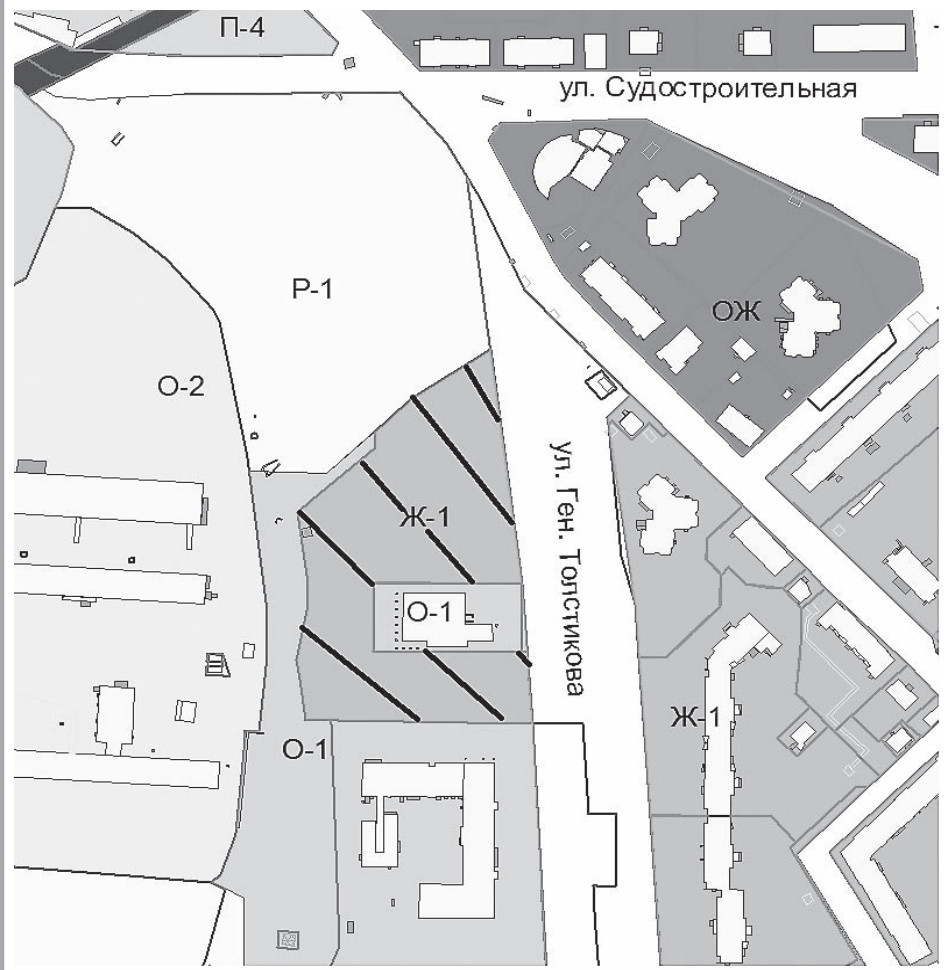 П-4
ул. Судостроительная
Р-1
ОЖ
О-2
ул. Ген. Толстикова
Ж-1
О-1
Ж-1
О-1